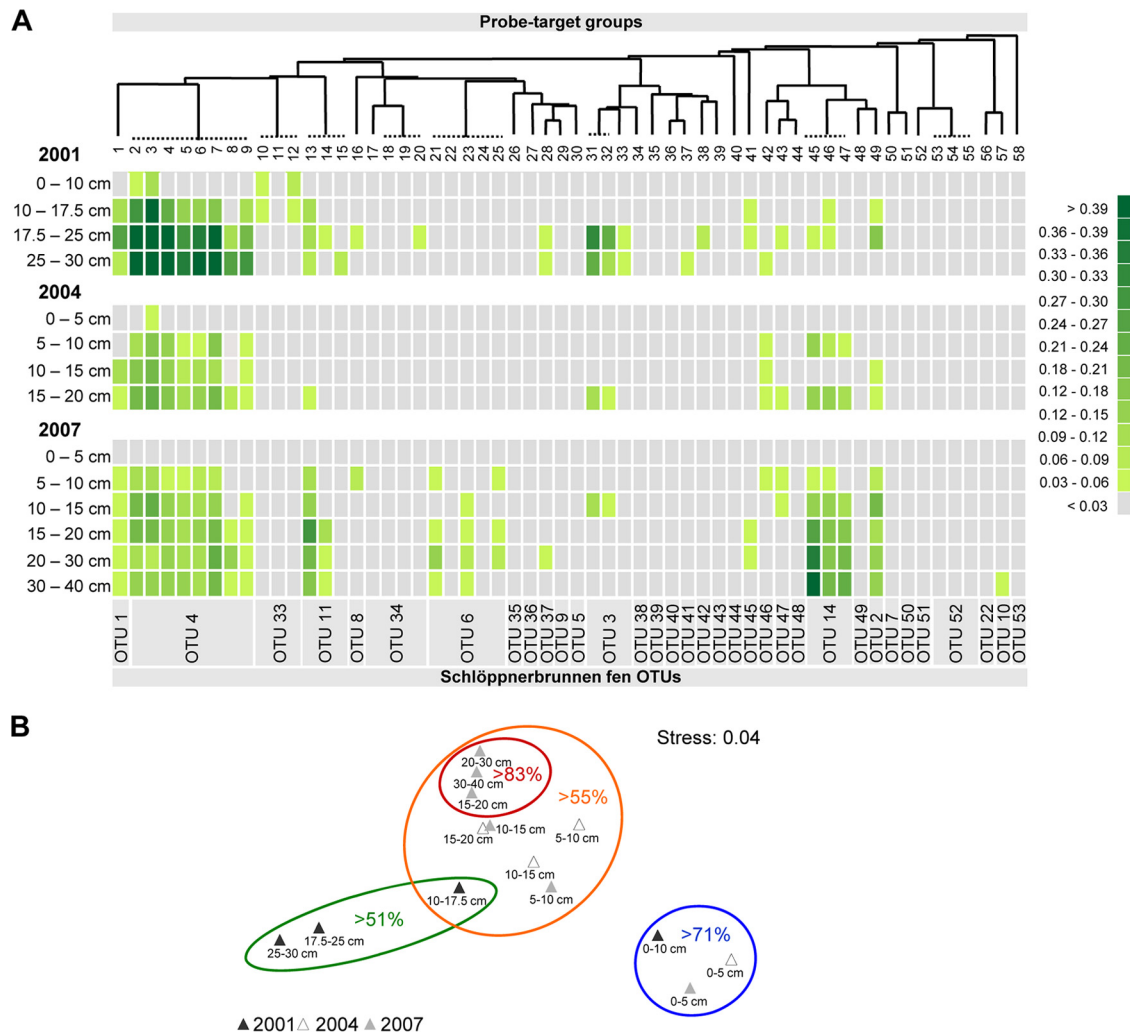 A
Probe-target groups
1 2 3 4 5 6 7 8 9 10 11 12 13 14 15 16 17 18 19 20 21 22 23 24 25 26 27 28 29 30 31 32 33 34 35 36 37 38 39 40 41 42 43 44 45 46 47 48 49 50 51 52 53 54 55 56 57 58
2001
0 – 10 cm
10 – 17.5 cm
17.5 – 25 cm
25 – 30 cm
2004
0 – 5 cm
5 – 10 cm
10 – 15 cm
15 – 20 cm
2007
0 – 5 cm
5 – 10 cm
10 – 15 cm
15 – 20 cm
20 – 30 cm
30 – 40 cm
> 0.39
0.36 - 0.39
0.33 - 0.36
0.30 - 0.33
0.27 - 0.30
0.24 - 0.27
0.21 - 0.24
0.18 - 0.21
0.12 - 0.18
0.12 - 0.15
0.09 - 0.12
0.06 - 0.09
0.03 - 0.06
< 0.03
OTU 1 OTU 4 OTU 33 OTU 11 OTU 8 OTU 34 OTU 6 OTU 35 OTU 36 OTU 37 OTU 9 OTU 5 OTU 3 OTU 38 OTU 39 OTU 40 OTU 41 OTU 42 OTU 43 OTU 44 OTU 45 OTU 46 OTU 47 OTU 48 OTU 14 OTU 49 OTU 2 OTU 7 OTU 50 OTU 51 OTU 52 OTU 22 OTU 10 OTU 53
Schlöppnerbrunnen fen OTUs
B
Stress: 0.04
20-30 cm
>83%
30-40 cm
15-20 cm
>55%
15-20 cm
10-15 cm
5-10 cm
10-15 cm
5-10 cm
10-17.5 cm
>51%
17.5-25 cm
25-30 cm
>71%
0-10 cm
0-5 cm
0-5 cm
2001 2004 2007